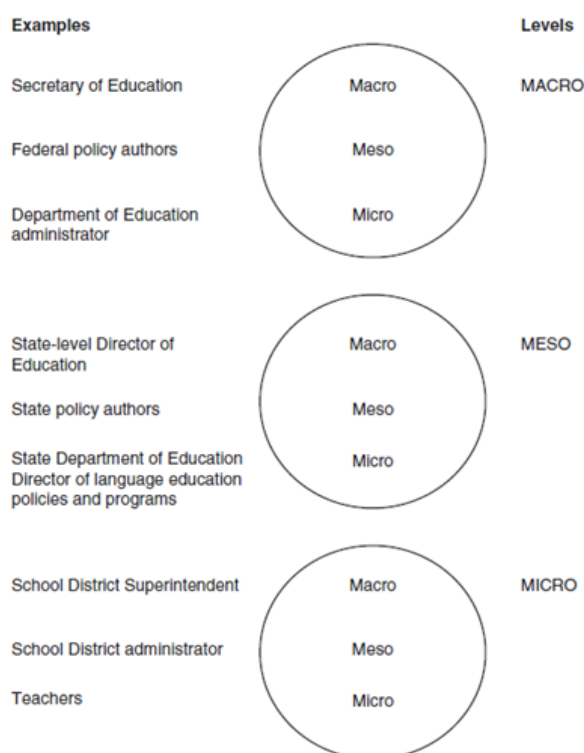 Examples Levels
Secretary of Education Macro MACRO
Federal policy authors Meso
Department of Education Micro
administrator
State-level Director of Macro MESO
Education
State policy authors Meso
State Department of Education Micro
Director of language education
policies and programs
School District Superintendent Macro MICRO
School District administrator Meso
Teachers Micro